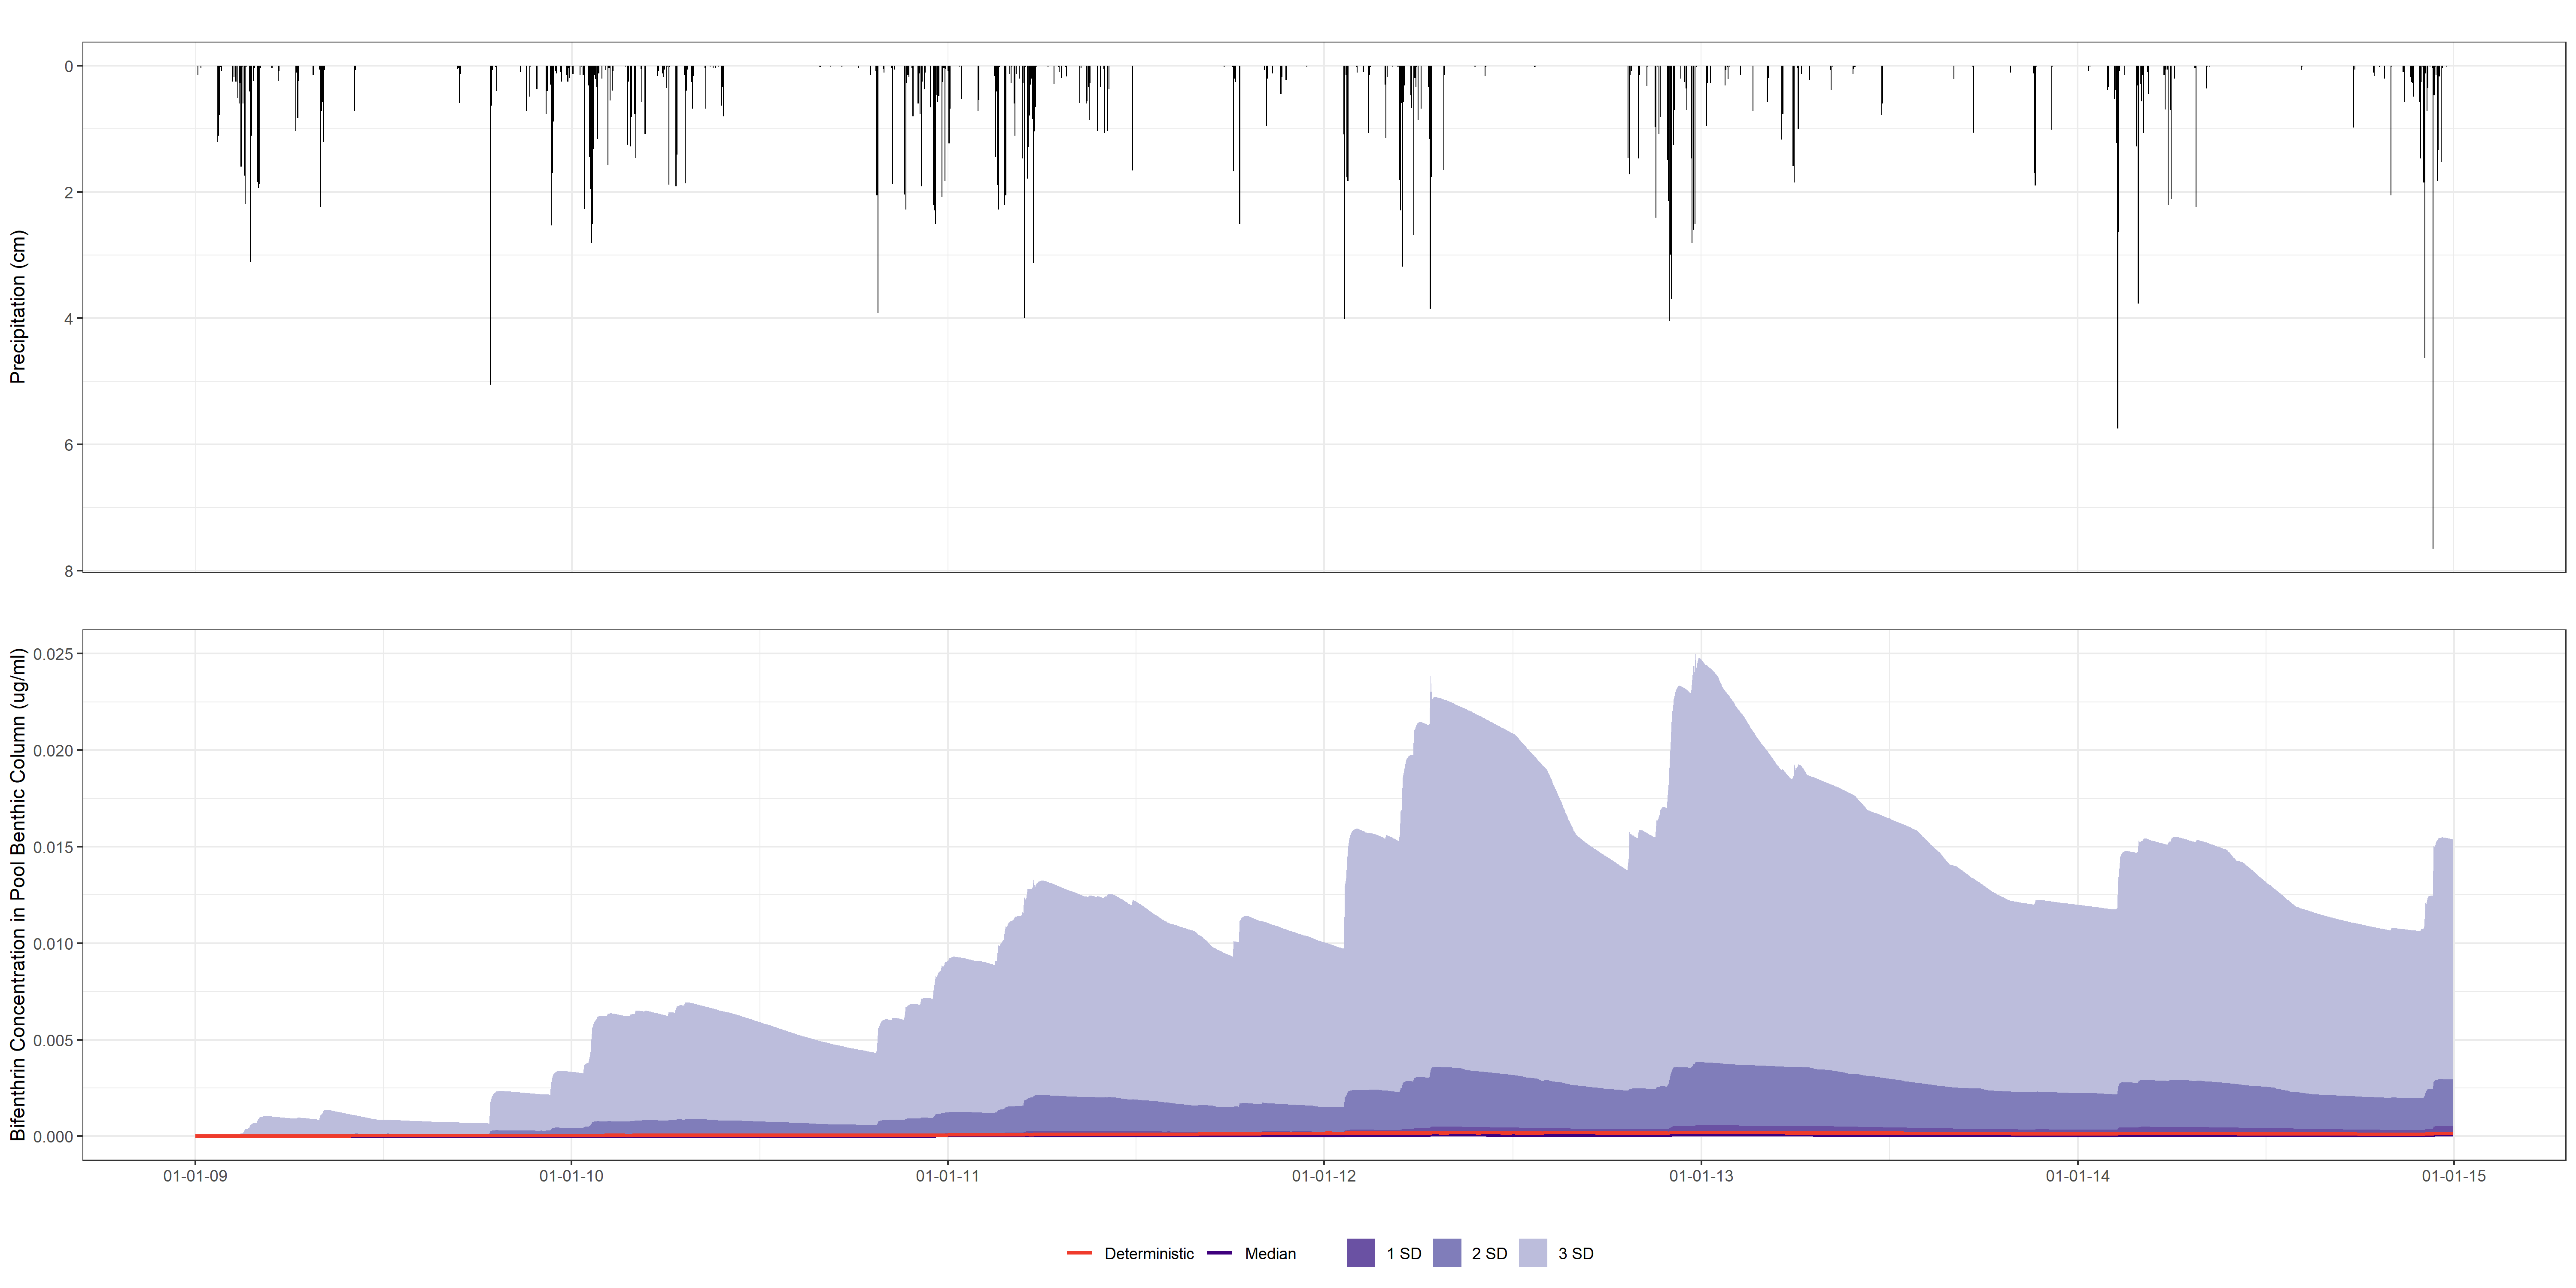 Precipitation (cm)
0
2
4
6
8
Bifenthrin Concentration in Pool Benthic Column (ug/ml)
0.025
0.020
0.015
0.010
0.005
0.000
01-01-09 01-01-10 01-01-11 01-01-12 01-01-13 01-01-14 01-01-15
Deterministic Median 1 SD 2 SD 3 SD